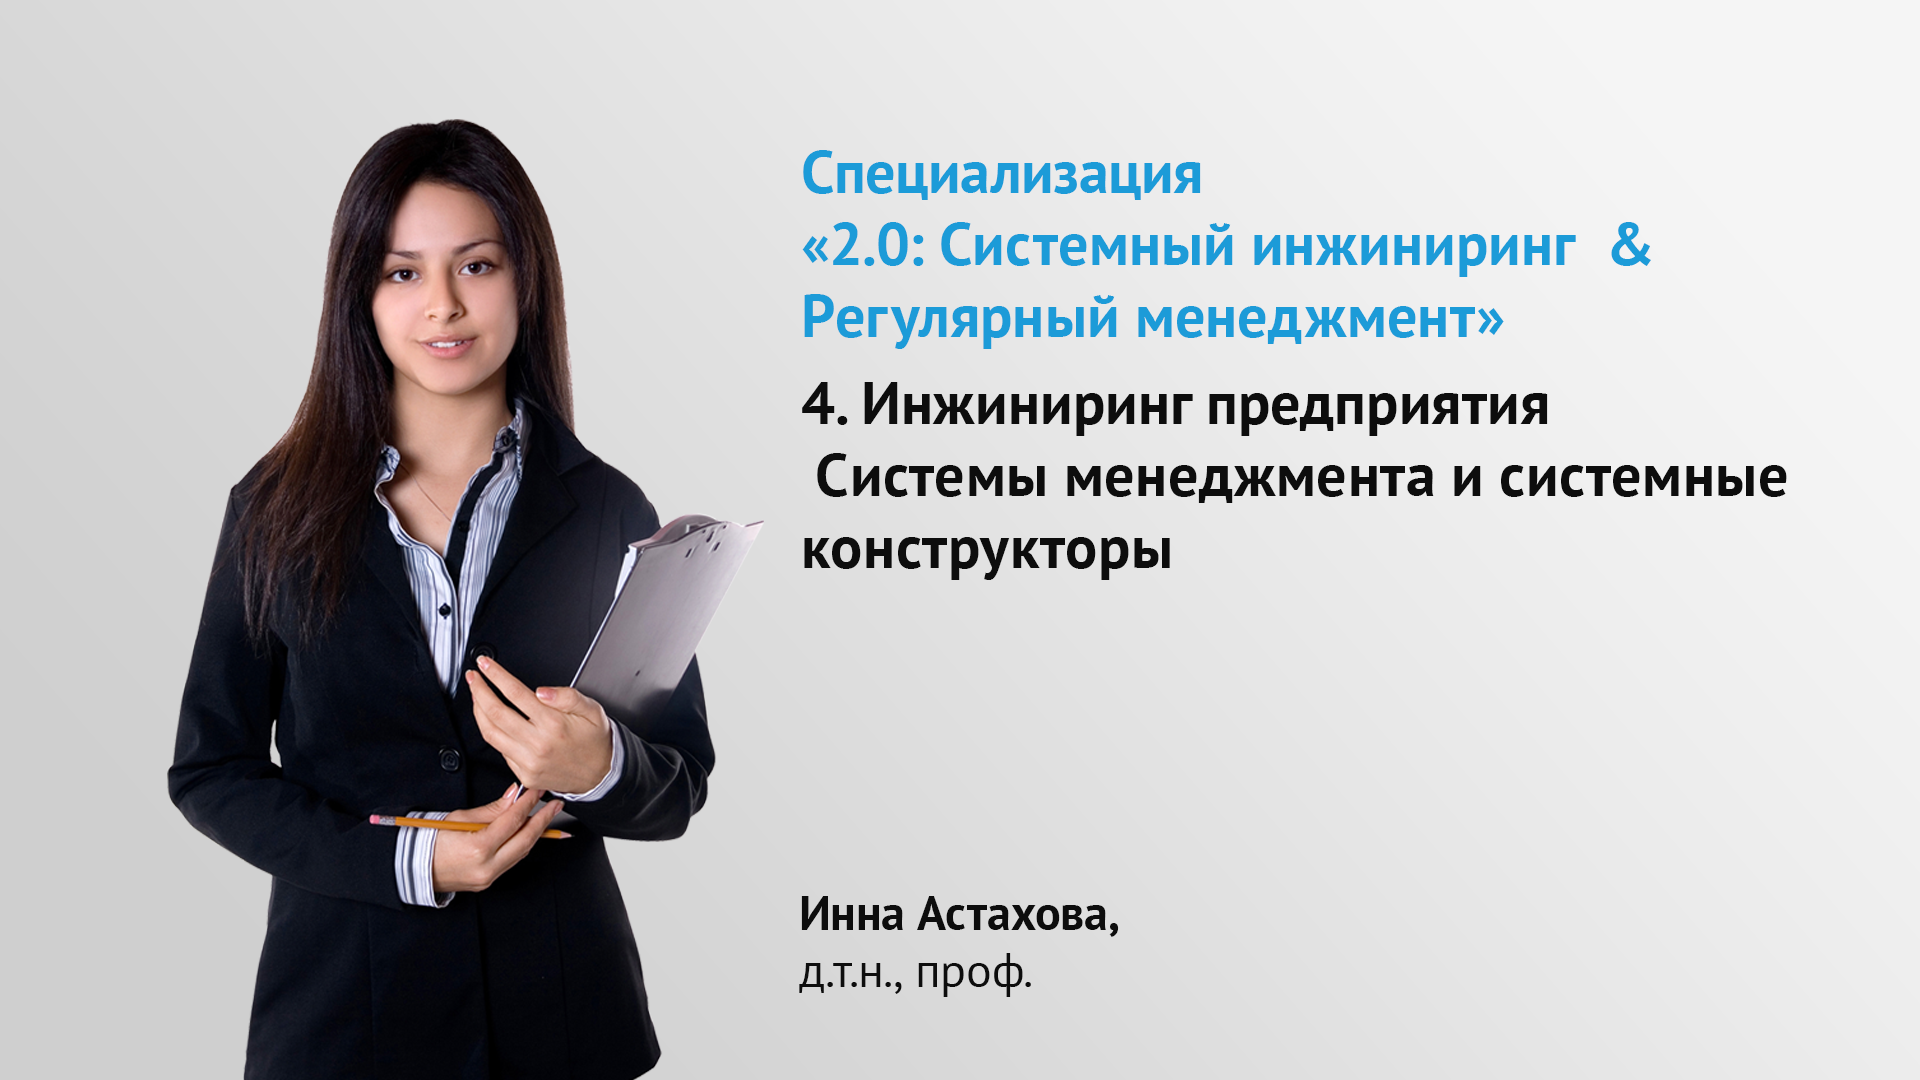 Специализация
«2.0: Системный инжиниринг &
Регулярный менеджмент»
4. Инжиниринг предприятия
Системы менеджмента и системные
конструкторы
Инна Астахова,
д.т.н., проф.